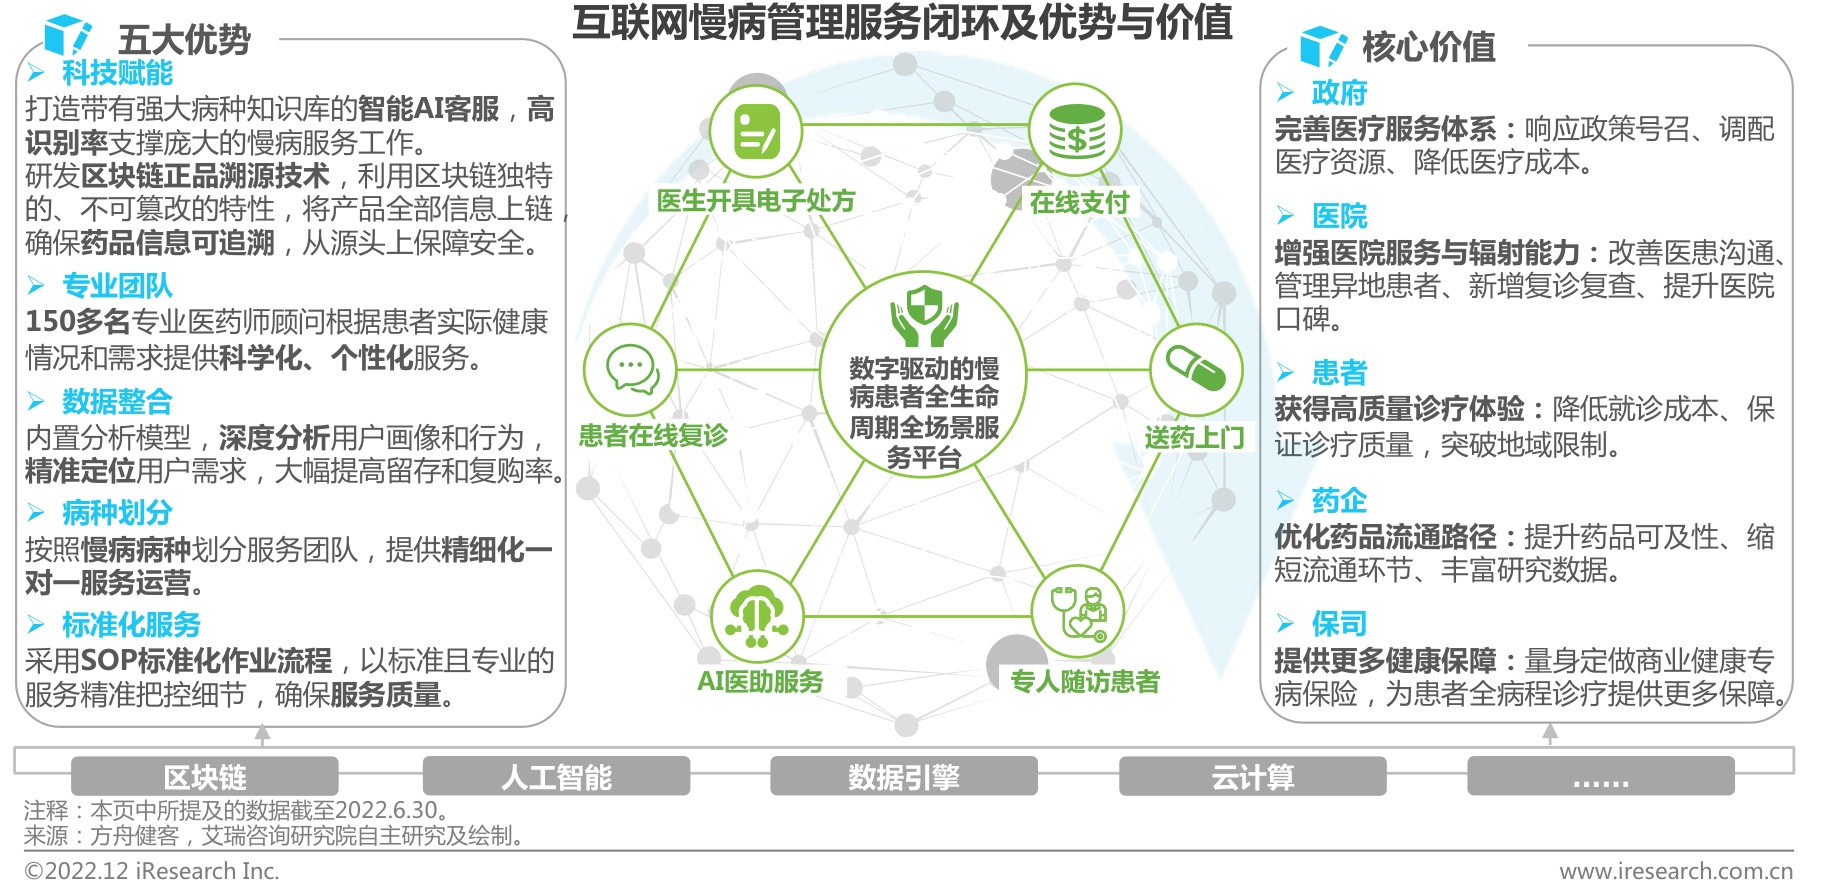 互联网慢病管理服务闭环及优势与价值
五大优势
科技赋能
打造带有强大病种知识库的智能AI客服，高
识别率支撑庞大的慢病服务工作。
研发区块链正品溯源技术，利用区块链独特
的、不可篡改的特性，将产品全部信息上链，
确保药品信息可追溯，从源头上保障安全。
专业团队
150多名专业医药师顾问根据患者实际健康
情况和需求提供科学化、个性化服务。
数据整合
内置分析模型，深度分析用户画像和行为，
精准定位用户需求，大幅提高留存和复购率。
病种划分
按照慢病病种划分服务团队，提供精细化一
对一服务运营。
标准化服务
采用SOP标准化作业流程，以标准且专业的
服务精准把控细节，确保服务质量。
医生开具电子处方
在线支付
患者在线复诊
数字驱动的慢
病患者全生命
周期全场景服
务平台
送药上门
AI医助服务
专人随访患者
核心价值
政府
完善医疗服务体系：响应政策号召、调配
医疗资源、降低医疗成本。
医院
增强医院服务与辐射能力：改善医患沟通、
管理异地患者、新增复诊复查、提升医院
口碑。
患者
获得高质量诊疗体验：降低就诊成本、保
证诊疗质量，突破地域限制。
药企
优化药品流通路径：提升药品可及性、缩
短流通环节、丰富研究数据。
保司
提供更多健康保障：量身定做商业健康专
病保险，为患者全病程诊疗提供更多保障。
区块链
人工智能
数据引擎
云计算
……
注释：本页中所提及的数据截至2022.6.30。
来源：方舟健客，艾瑞咨询研究院自主研究及绘制。
©2022.12 iResearch Inc.
www.iresearch.com.cn